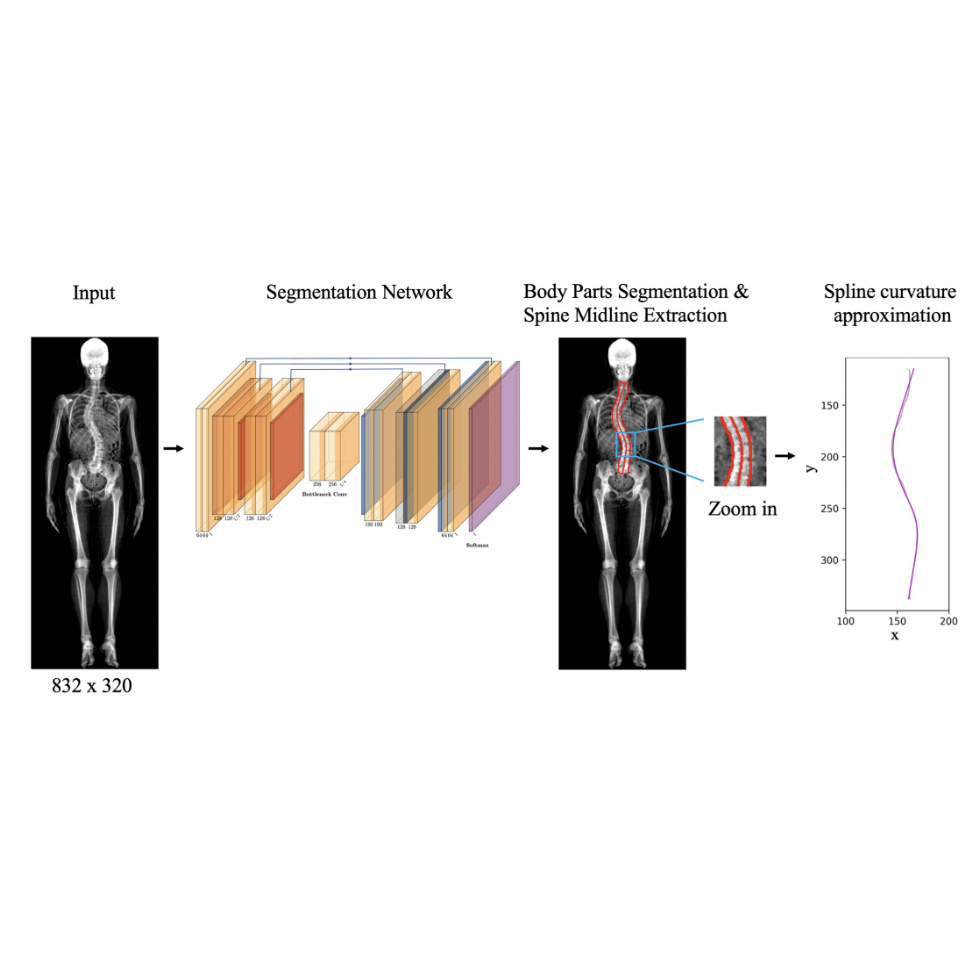 Input
Segmentation Network
Body Parts Segmentation &
Spine Midline Extraction
Spline curvature
approximation
832 x 320
64 64
128 128
128 128
256 256
Bottleneck Conv
192 192
128 128
64 64
Softmax
Zoom in
150
200
250
300
y
100 150 200
x